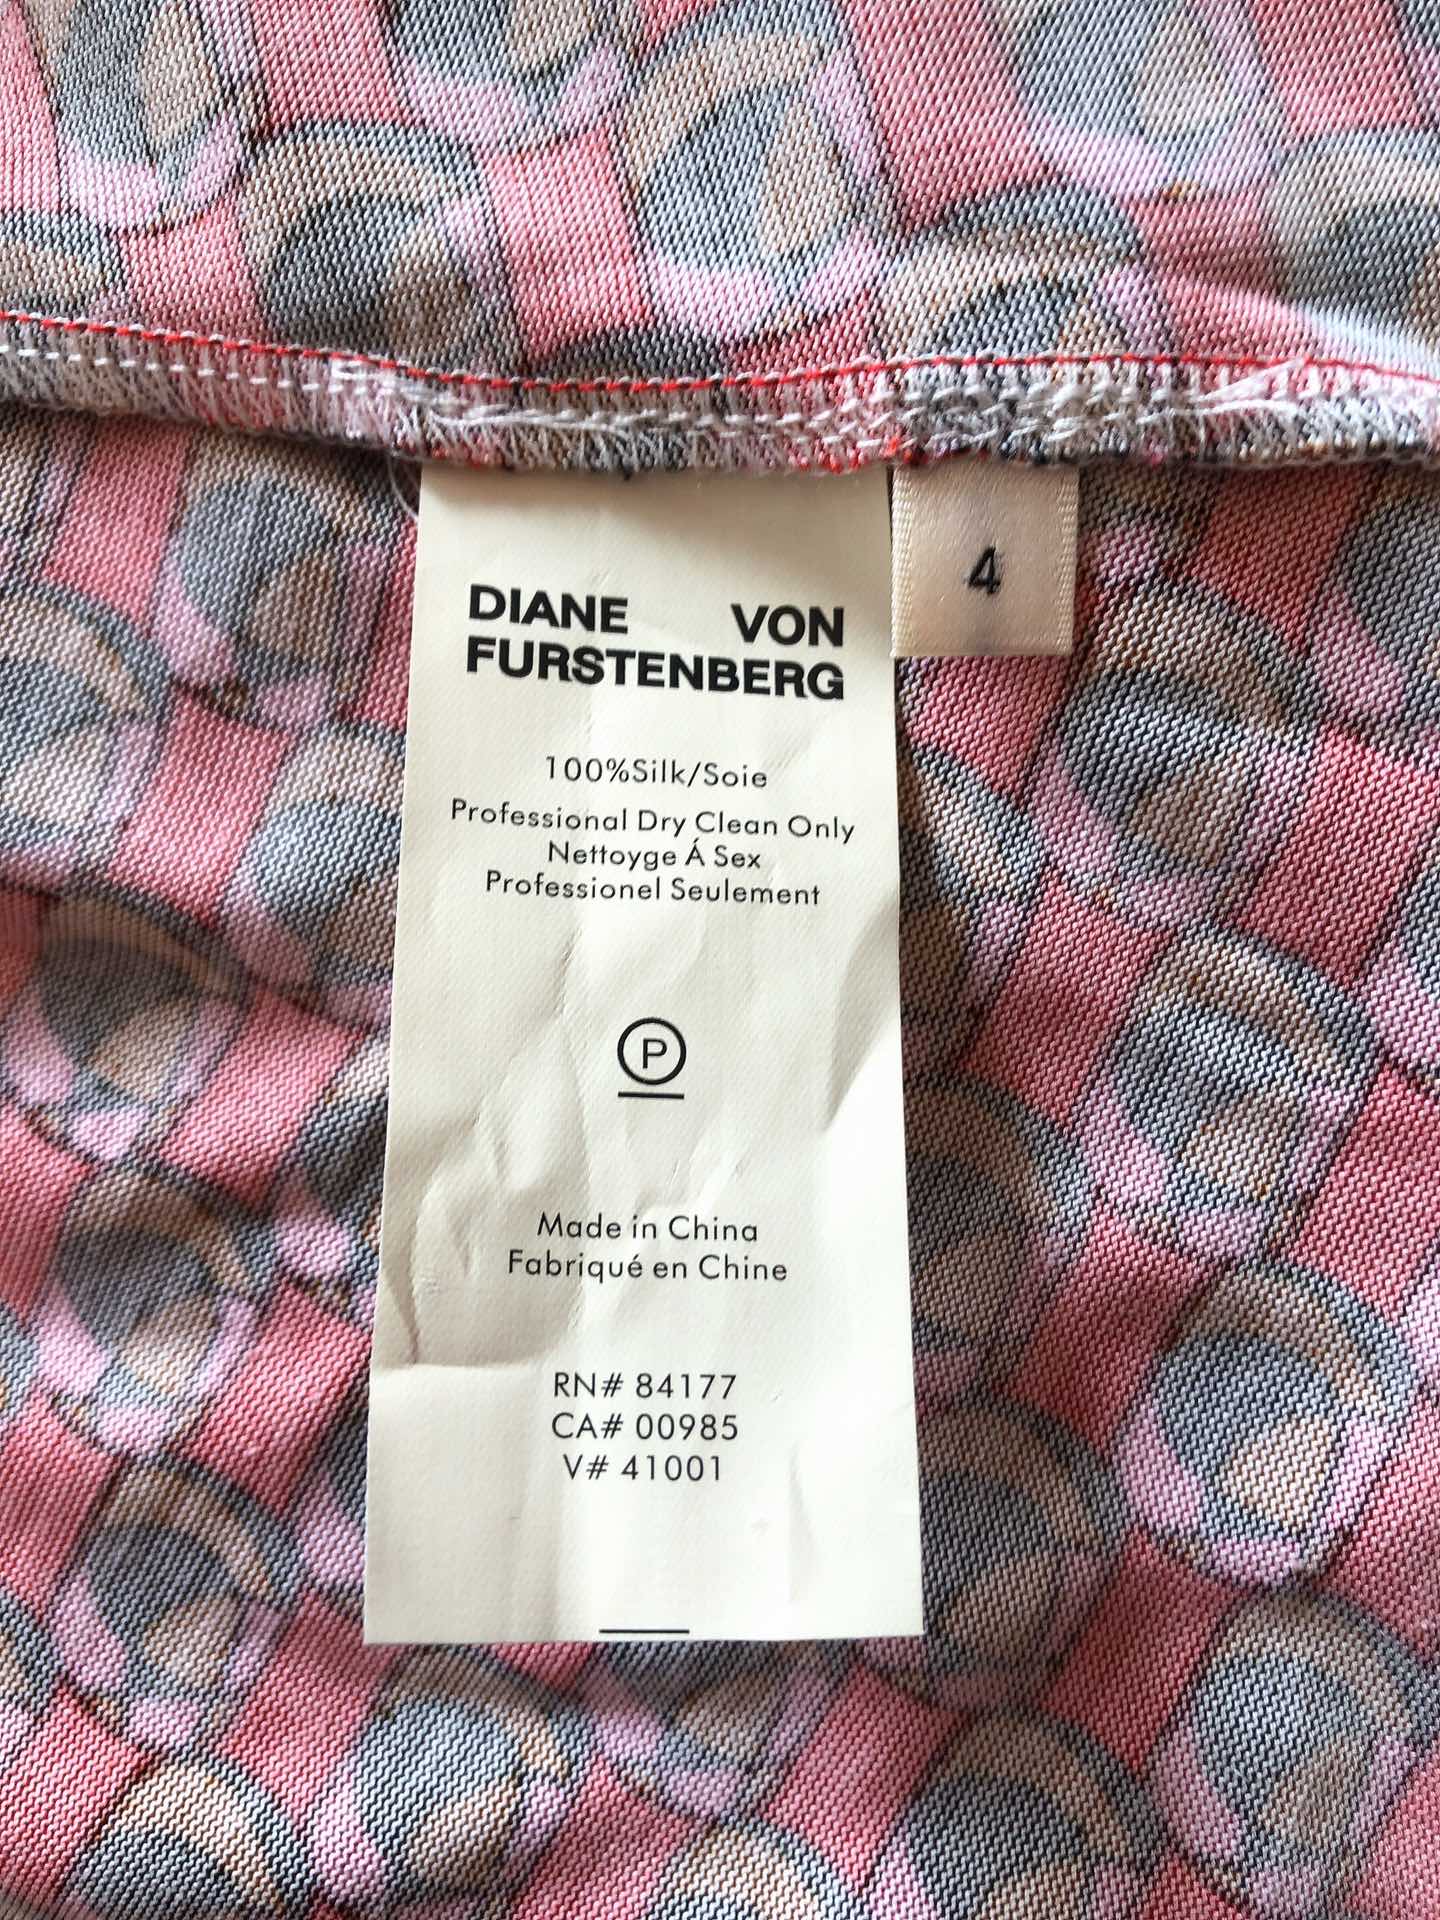 DIANE VON
FURSTENBERG
4
100%Silk/Soie
Professional Dry Clean Only
Nettoyge Á Sex
Professionel Seulement
P
Made in China
Fabriqué en Chine
RN# 84177
CA# 00985
V# 41001